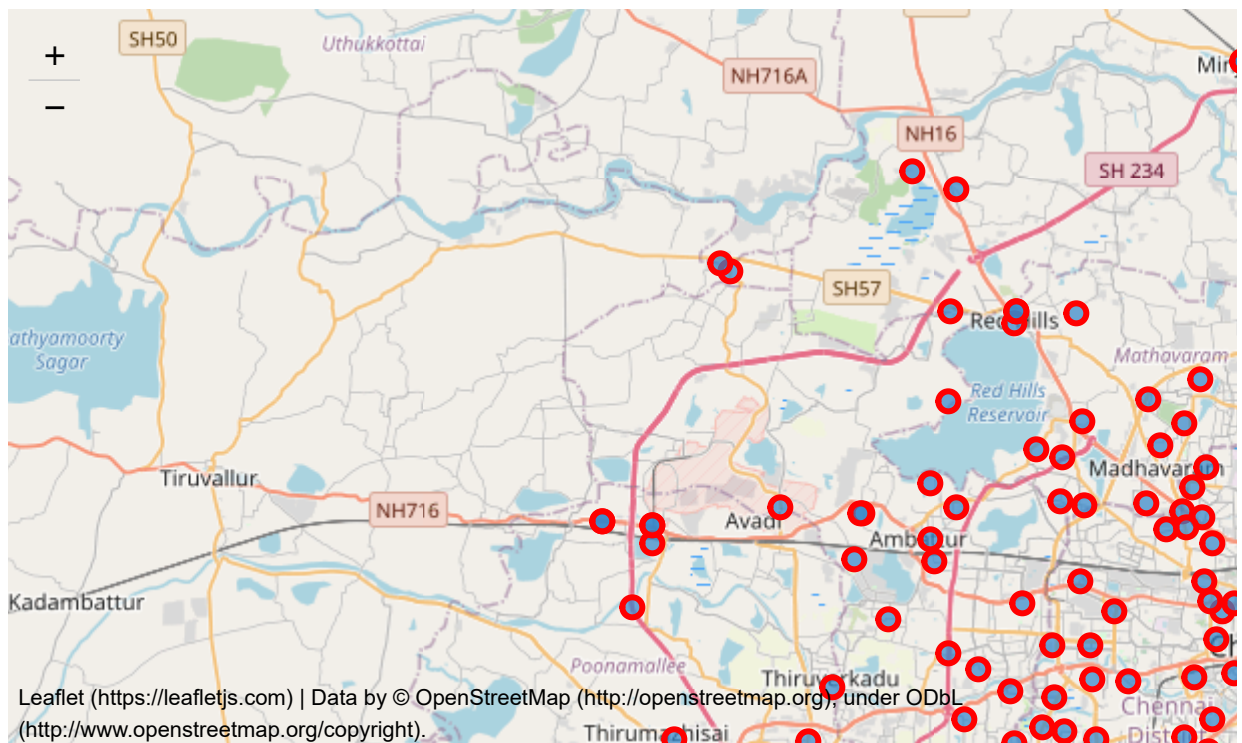 SH50
Uthukkottai
+
−
NH716A
NH16
SH 234
SH57
Red Hills
athyamoorty
Sagar
Mathavaram
Red Hills
Reservoir
Tiruvallur
Madhavaram
NH716
Avadi
Ambattur
Kadambattur
Poonamallee
Thiruverkadu
Leaflet (https://leafletjs.com) | Data by © OpenStreetMap (http://openstreetmap.org), under ODbL
(http://www.openstreetmap.org/copyright).
Chennai
District